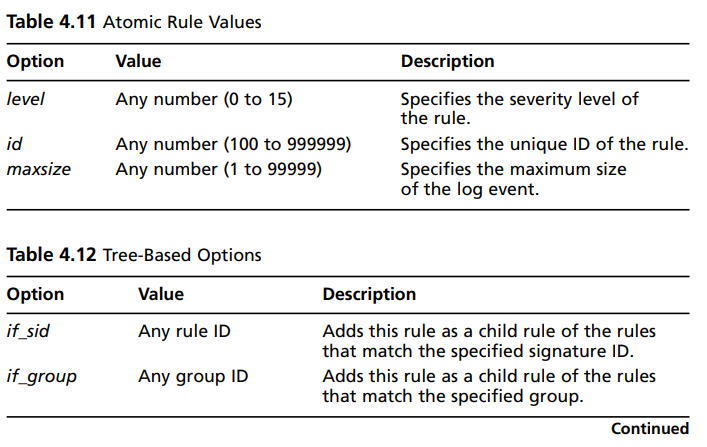 Table 4.11 Atomic Rule Values
Option Value Description
level Any number (0 to 15) Specifies the severity level of
the rule.
id Any number (100 to 999999) Specifies the unique ID of the rule.
maxsize Any number (1 to 99999) Specifies the maximum size
of the log event.
Table 4.12 Tree-Based Options
Option Value Description
if_sid Any rule ID Adds this rule as a child rule of the rules
that match the specified signature ID.
if_group Any group ID Adds this rule as a child rule of the rules
that match the specified group.
Continued